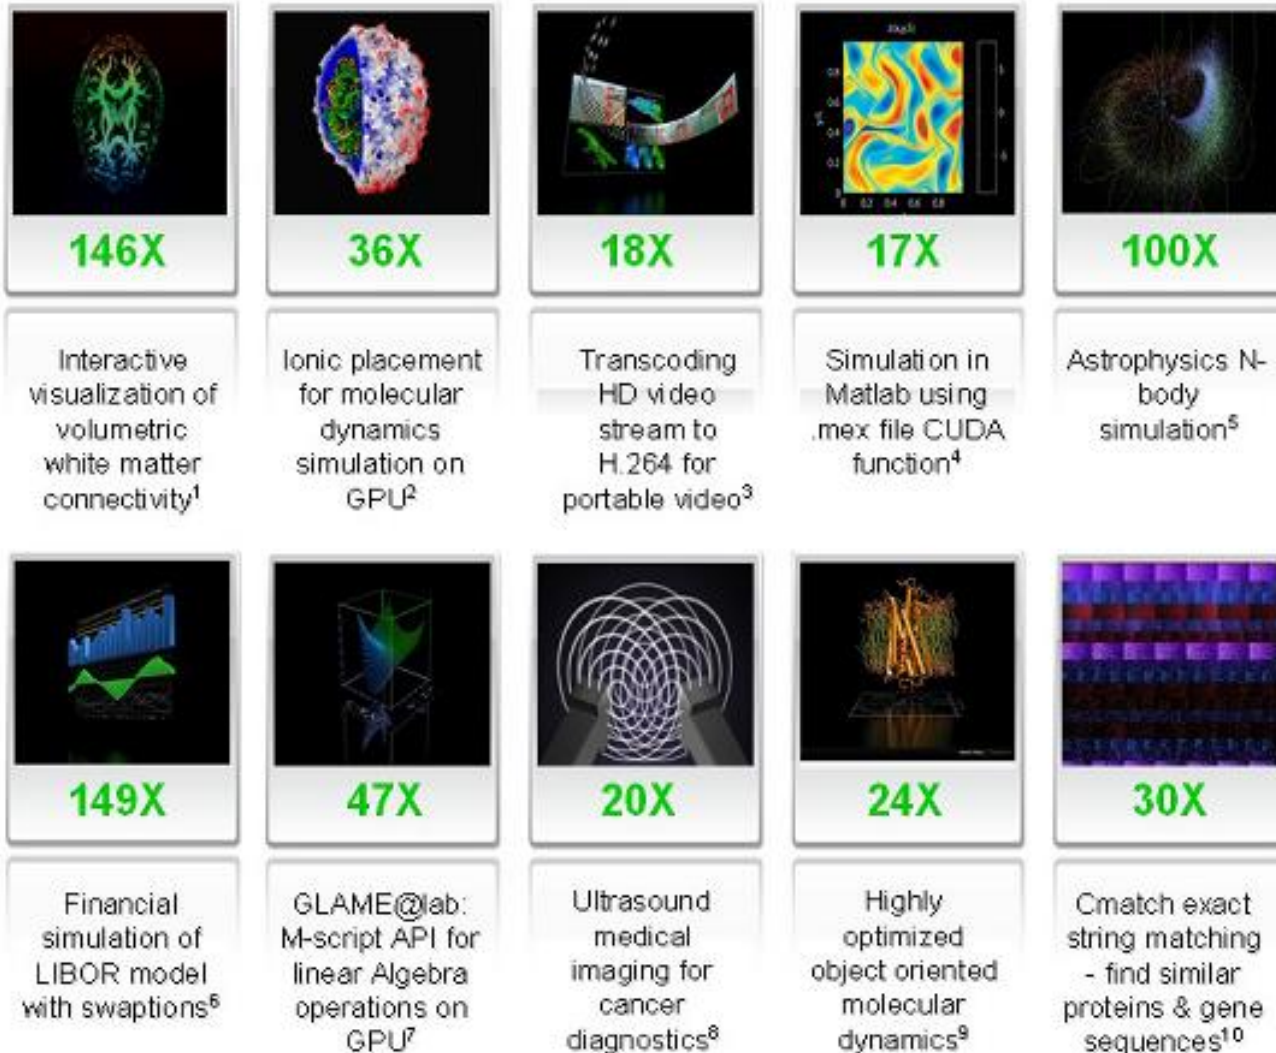 146X
36X
18X
17X
100X
Interactive
visualization of
volumetric
white matter
connectivity¹
Ionic placement
for molecular
dynamics
simulation on
GPU²
Transcoding
HD video
stream to
H.264 for
portable video³
Simulation in
Matlab using
.mex file CUDA
function⁴
Astrophysics N-
body
simulation⁵
149X
47X
20X
24X
30X
Financial
simulation of
LIBOR model
with swaptions⁶
GLAME@lab:
M-script API for
linear Algebra
operations on
GPU⁷
Ultrasound
medical
imaging for
cancer
diagnostics⁸
Highly
optimized
object oriented
molecular
dynamics⁹
Cmatch exact
string matching
- find similar
proteins & gene
sequences¹⁰